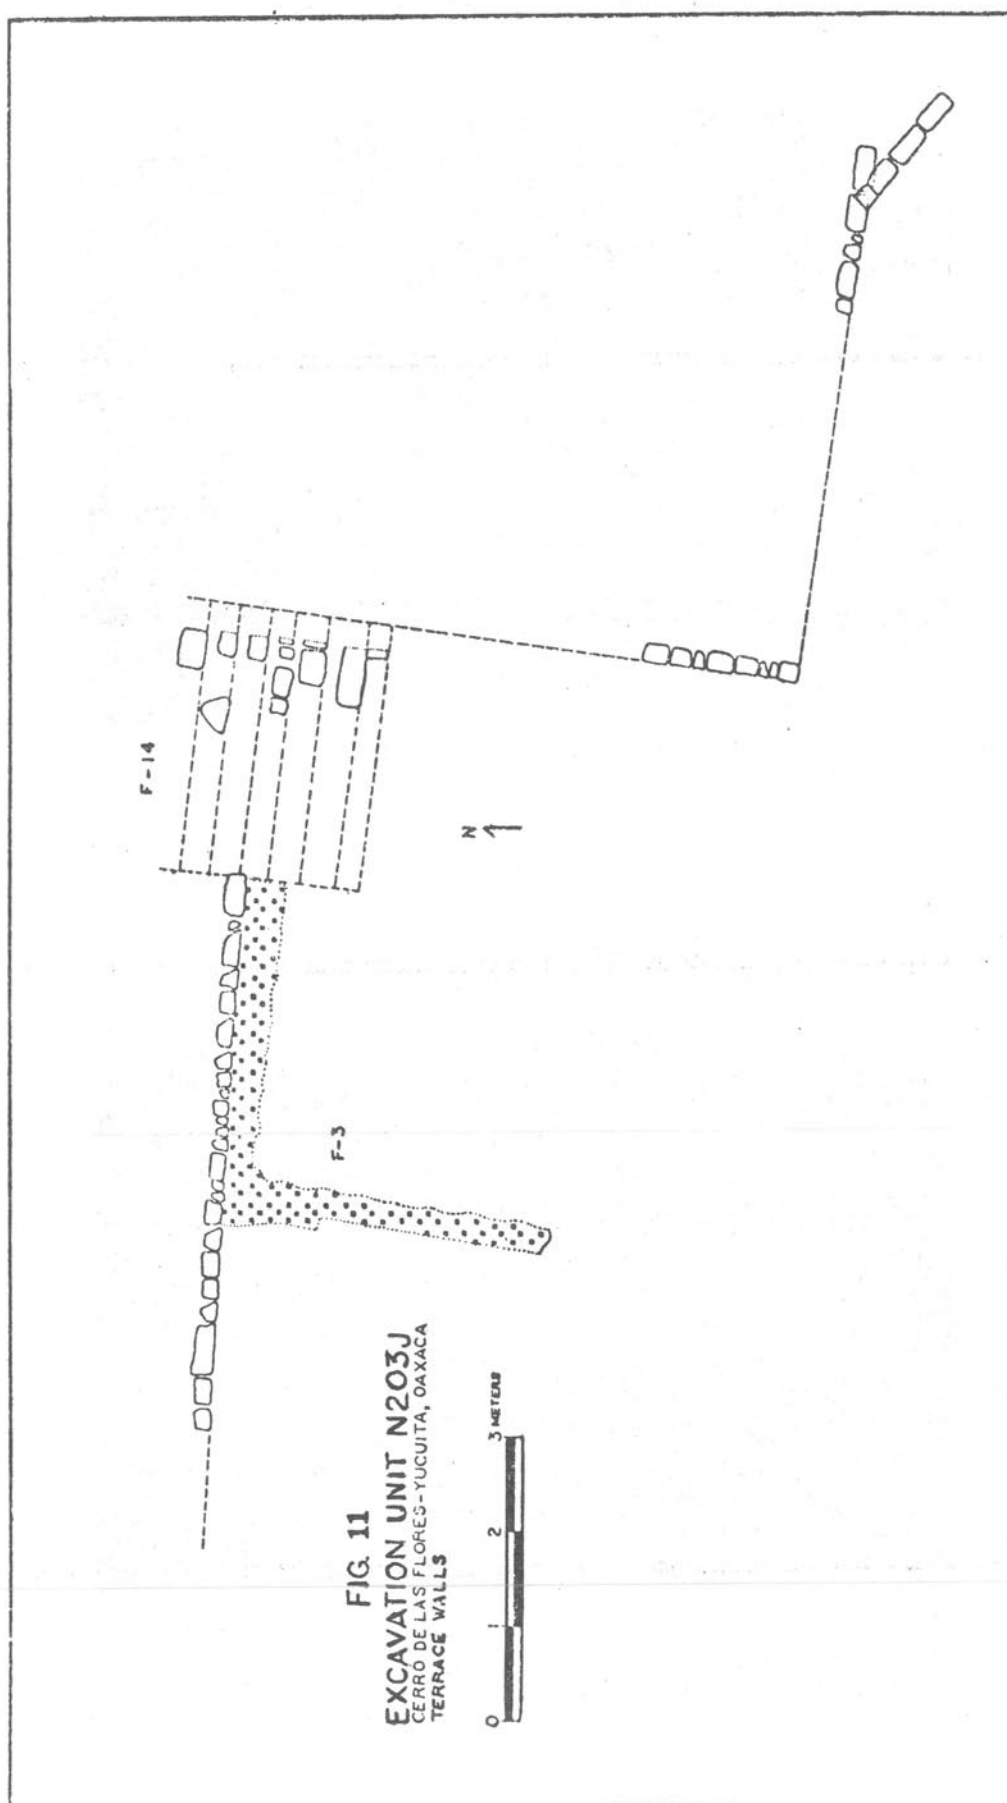 F-14
N
F-3
FIG. 11
EXCAVATION UNIT N203J
CERRO DE LAS FLORES-YUCUITA, OAXACA
TERRACE WALLS
0 1 2 3 METERS